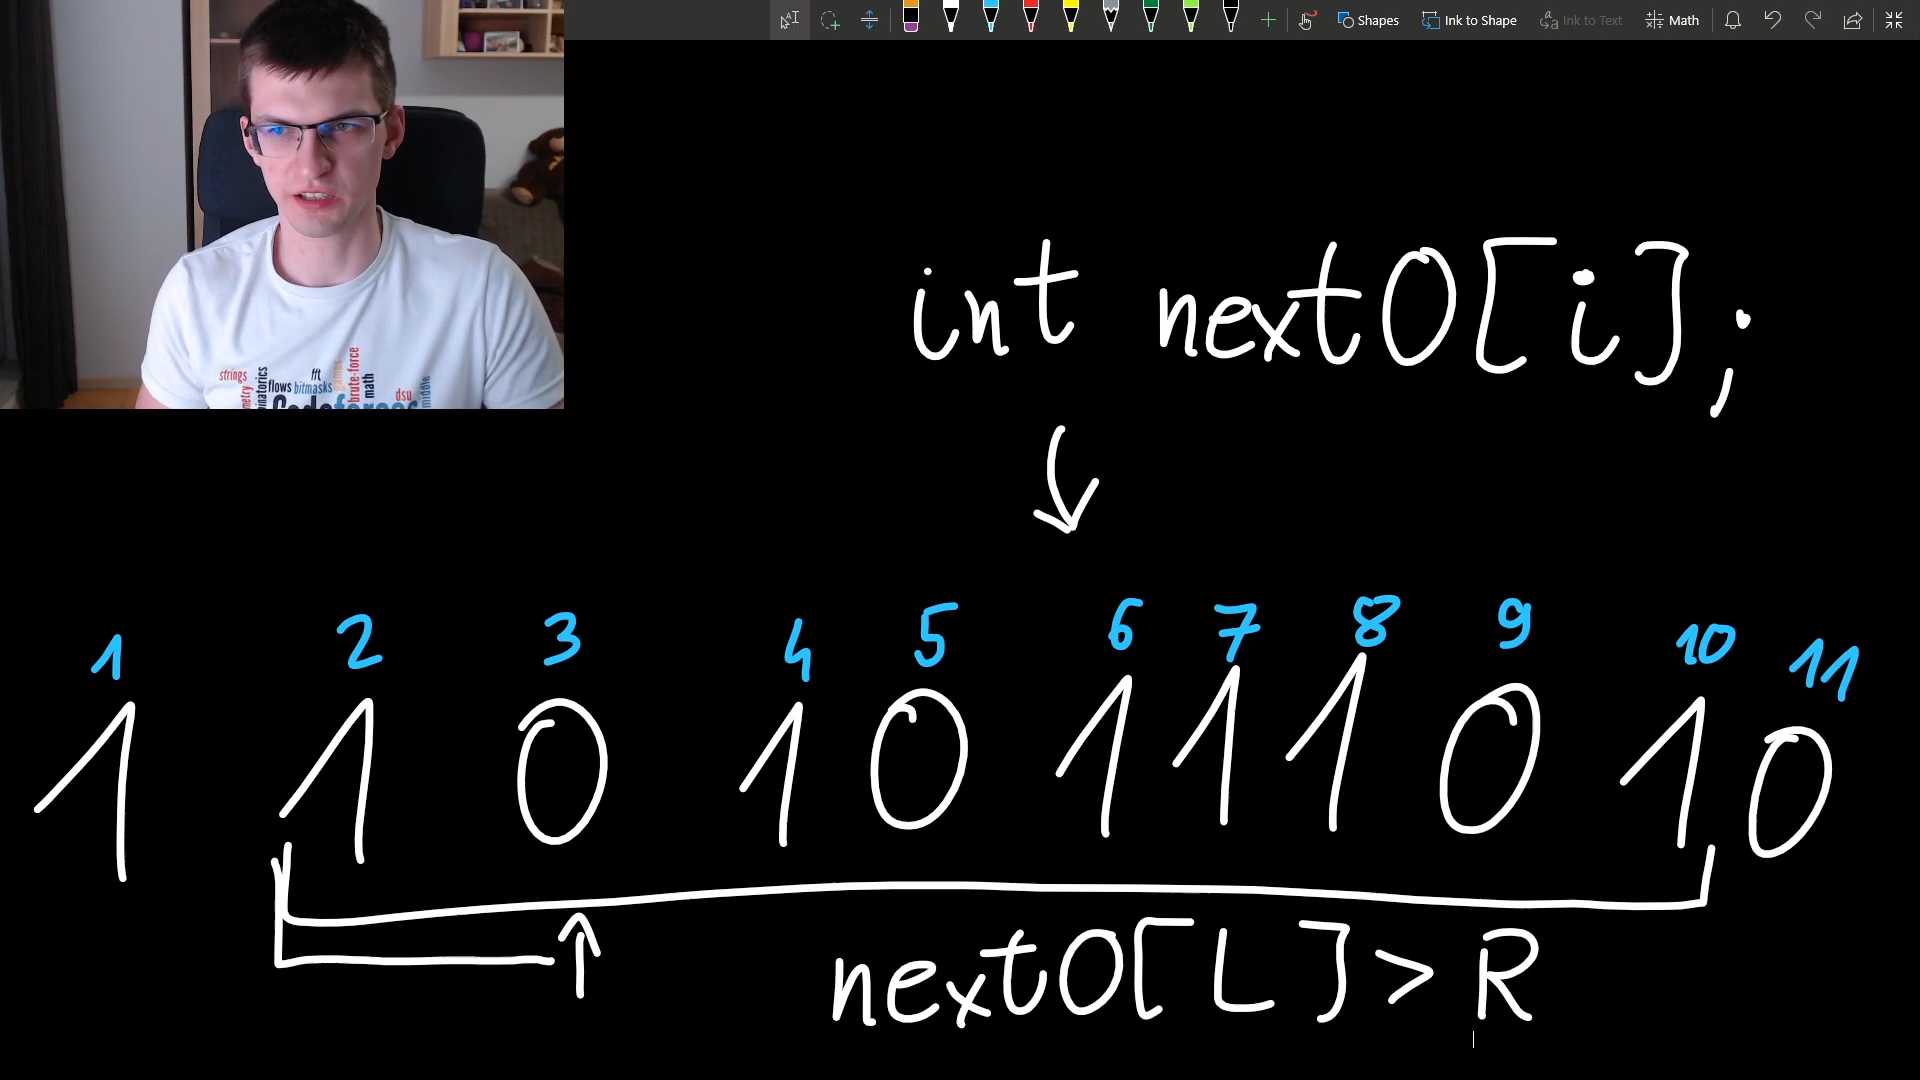 Shapes Ink to Shape Ink to Text Math
strings
fft
flows bitmasks
brute-force
math
dsu
Codeforces
int next0[i];
1 2 3 4 5 6 7 8 9 10 11
1 1 0 1 0 1 1 1 0 1 0
next0[L] > R